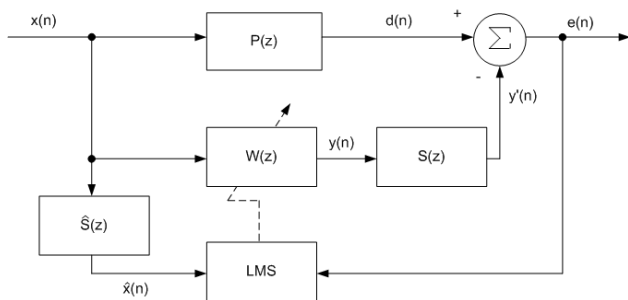 x(n)
P(z)
d(n)
+
Σ
e(n)
-
y'(n)
W(z)
y(n)
S(z)
Ŝ(z)
x̂(n)
LMS